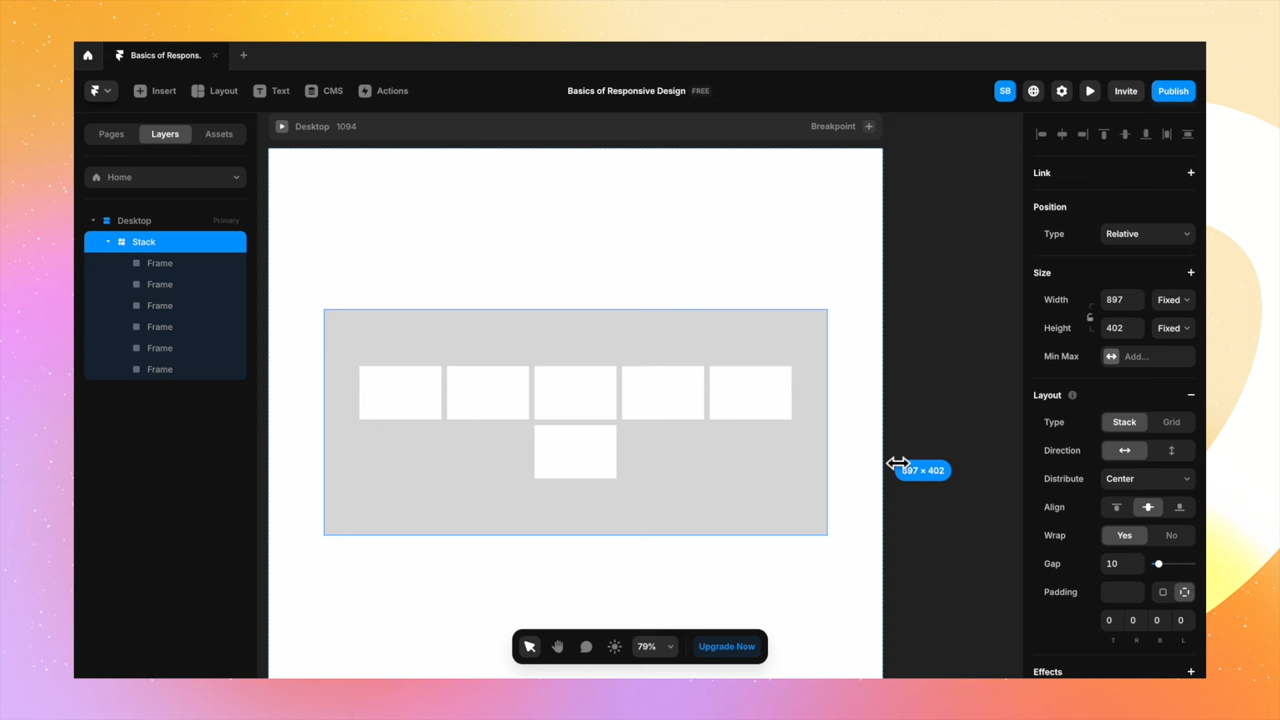 Basics of Respons.
Insert Layout Text CMS Actions
Basics of Responsive Design FREE
SB Invite Publish
Pages Layers Assets
Home
Desktop Primary
Stack
Frame
Frame
Frame
Frame
Frame
Frame
Desktop 1094
Breakpoint
897 × 402
79% Upgrade Now
Link
Position
Type Relative
Size
Width 897 Fixed
Height 402 Fixed
Min Max Add...
Layout
Type Stack Grid
Direction
Distribute Center
Align
Wrap Yes No
Gap 10
Padding
0 0 0 0
T R B L
Effects